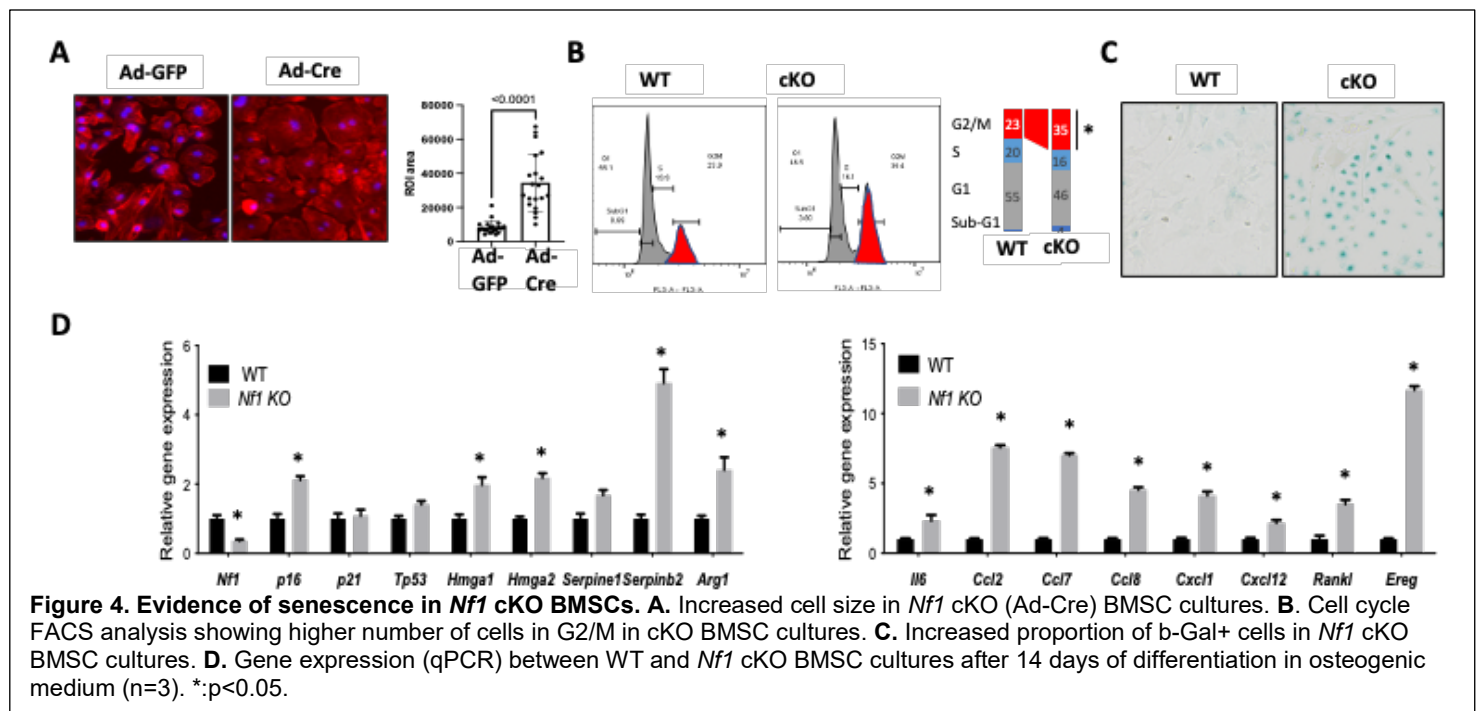 A
Ad-GFP
Ad-Cre
80000
60000
40000
20000
0
ROI area
<0.0001
Ad-
GFP
Ad-
Cre
B
WT
cKO
G1
S
G2M
SubG1
G1
S
G2M
SubG1
G2/M
S
G1
Sub-G1
23
20
55
35
16
46
*
WT
cKO
C
WT
cKO
D
Relative gene expression
6
4
2
0
WT
Nf1 KO
* * * * * *
Nf1 p16 p21 Tp53 Hmga1 Hmga2 Serpine1 Serpinb2 Arg1
Relative gene expression
15
10
5
0
WT
Nf1 KO
* * * * * * * *
Il6 Ccl2 Ccl7 Ccl8 Cxcl1 Cxcl12 Rankl Ereg
Figure 4. Evidence of senescence in Nf1 cKO BMSCs. A. Increased cell size in Nf1 cKO (Ad-Cre) BMSC cultures. B. Cell cycle
FACS analysis showing higher number of cells in G2/M in cKO BMSC cultures. C. Increased proportion of b-Gal+ cells in Nf1 cKO
BMSC cultures. D. Gene expression (qPCR) between WT and Nf1 cKO BMSC cultures after 14 days of differentiation in osteogenic
medium (n=3). *:p<0.05.